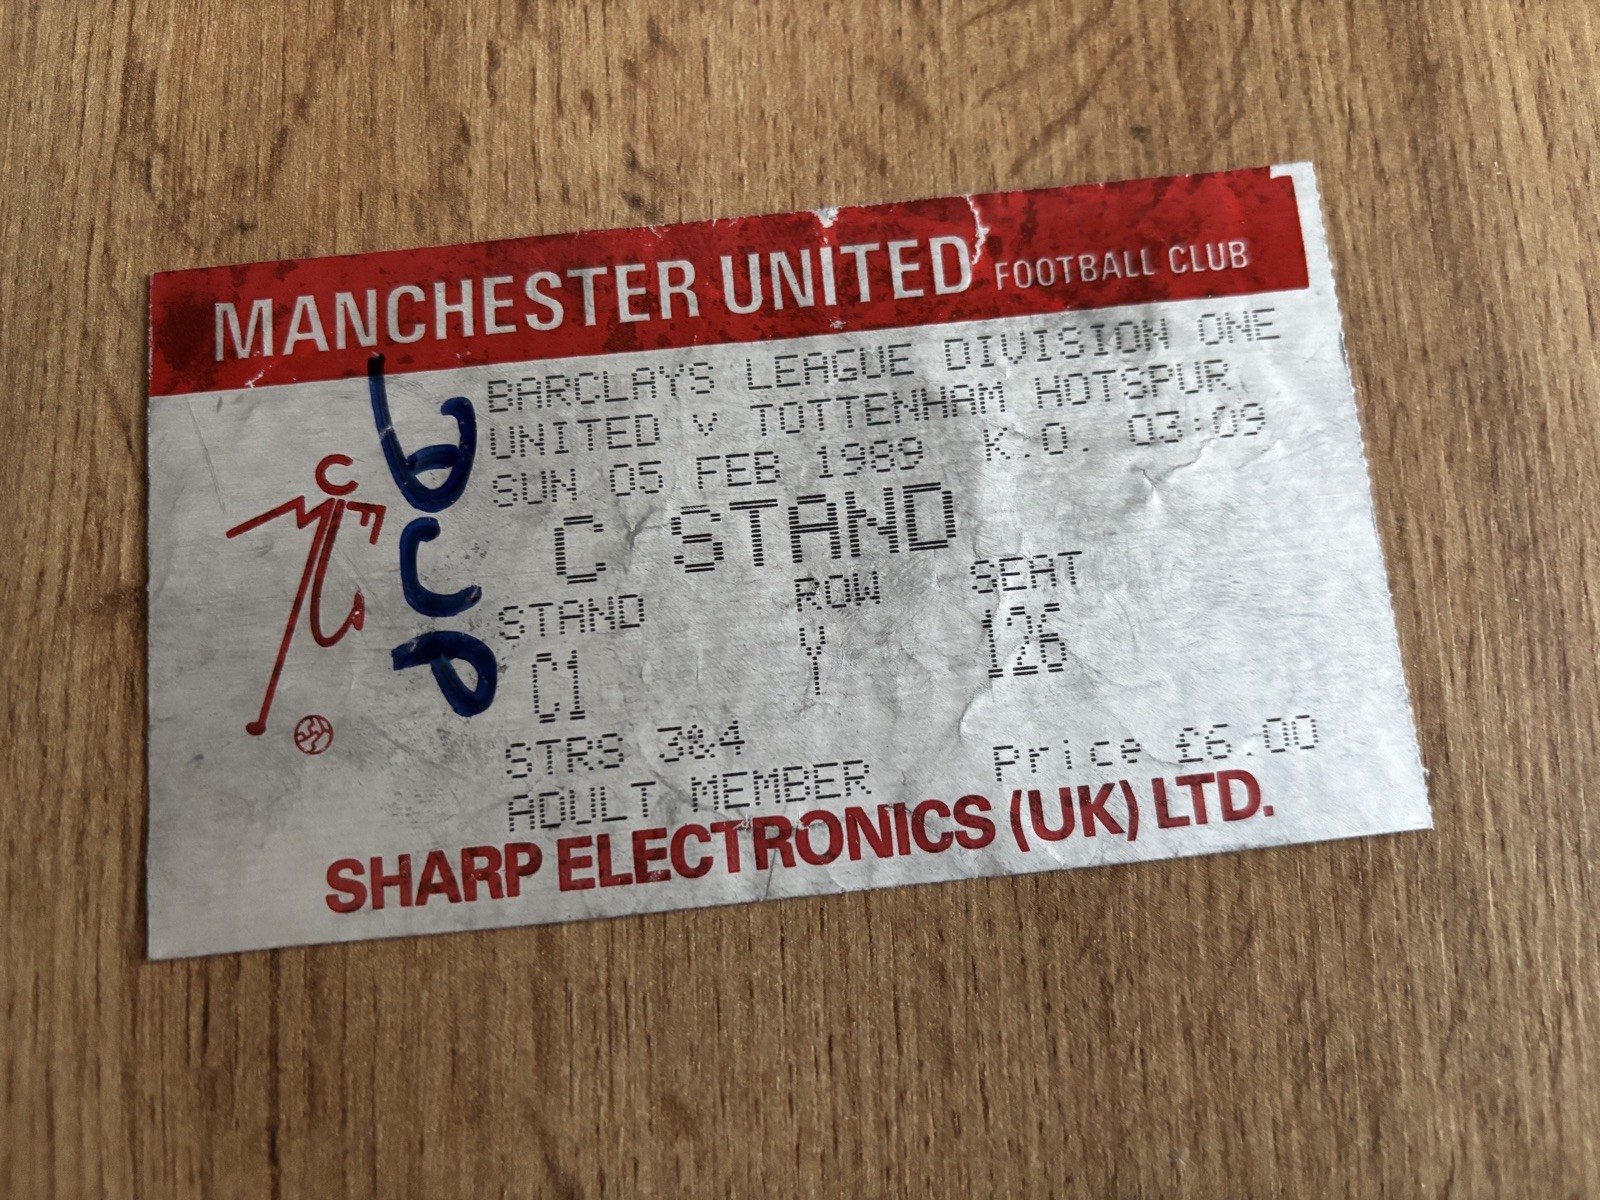 MANCHESTER UNITED FOOTBALL CLUB
BARCLAYS LEAGUE DIVISION ONE
UNITED v TOTTENHAM HOTSPUR
SUN 05 FEB 1989 K.O. 03:09
C STAND
STAND ROW SEAT
C1 Y 126
STRS 3&4
ADULT MEMBER Price £6.00
SHARP ELECTRONICS (UK) LTD.